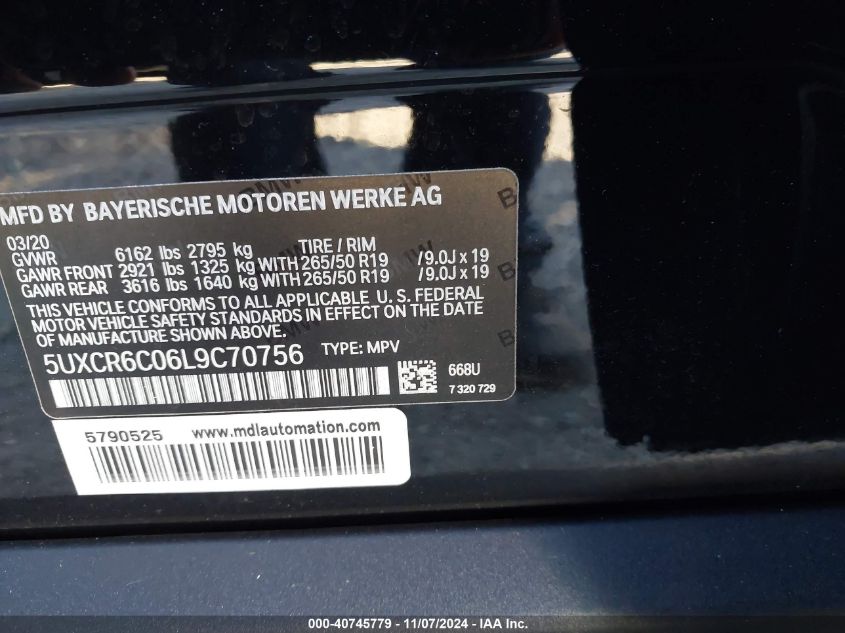 MFD BY BAYERISCHE MOTOREN WERKE AG
03/20
GVWR 6162 lbs 2795 kg TIRE / RIM
GAWR FRONT 2921 lbs 1325 kg WITH 265/50 R19 /9.0J x 19
GAWR REAR 3616 lbs 1640 kg WITH 265/50 R19 /9.0J x 19
THIS VEHICLE CONFORMS TO ALL APPLICABLE U. S. FEDERAL
MOTOR VEHICLE SAFETY STANDARDS IN EFFECT ON THE DATE
OF MANUFACTURE SHOWN ABOVE.
5UXCR6C06L9C70756 TYPE: MPV
668U
7 320 729
5790525 www.mdlautomation.com
000-40745779 - 11/07/2024 - IAA Inc.